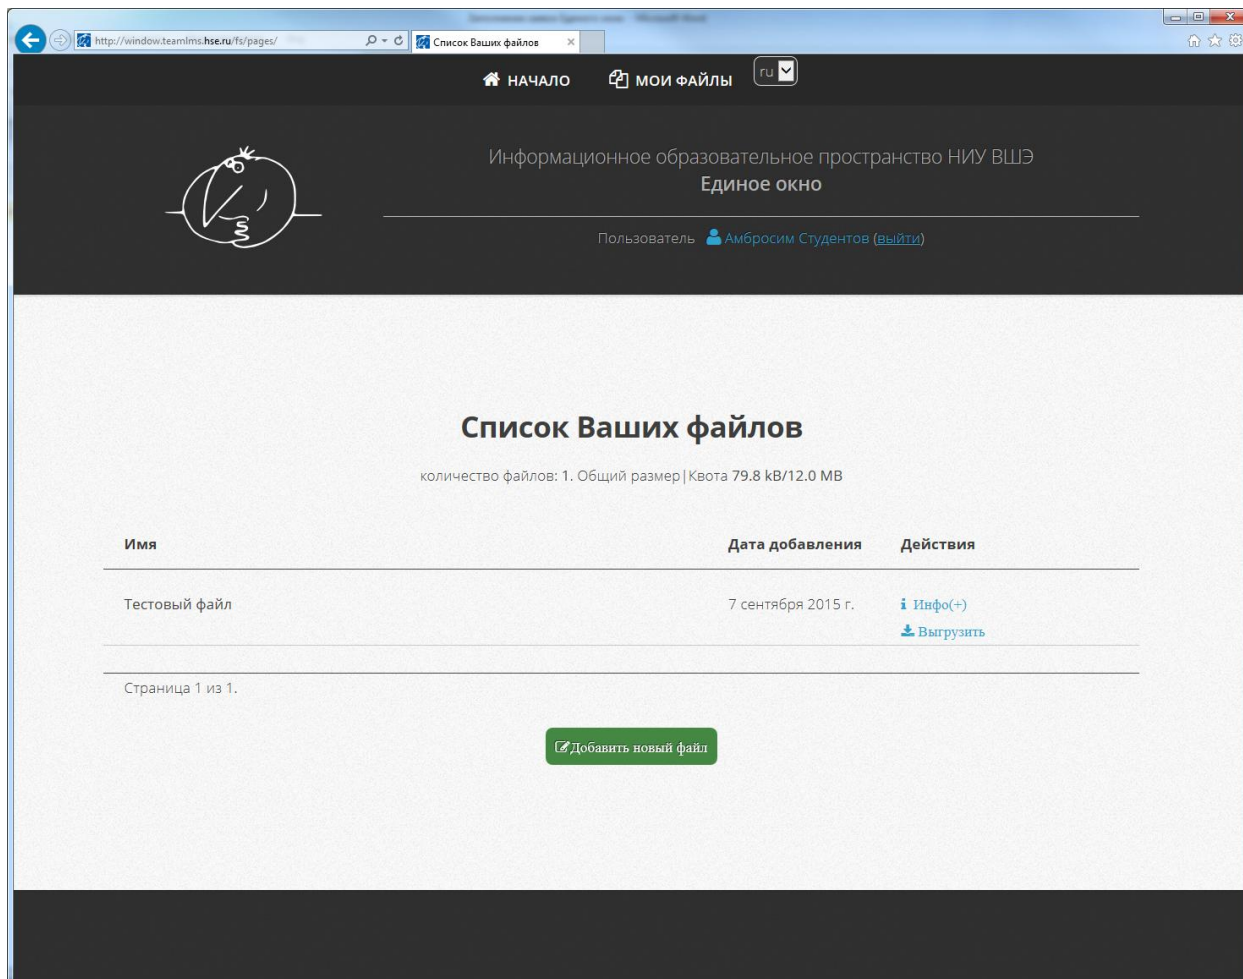 http://window.teamlms.hse.ru/fs/pages/
Список Ваших файлов
НАЧАЛО МОИ ФАЙЛЫ ru
Информационное образовательное пространство НИУ ВШЭ
Единое окно
Пользователь Амбросим Студентов (выйти)
Список Ваших файлов
количество файлов: 1. Общий размер|Квота 79.8 kB/12.0 MB
Имя Дата добавления Действия
Тестовый файл 7 сентября 2015 г. Инфо(+)
Выгрузить
Страница 1 из 1.
Добавить новый файл